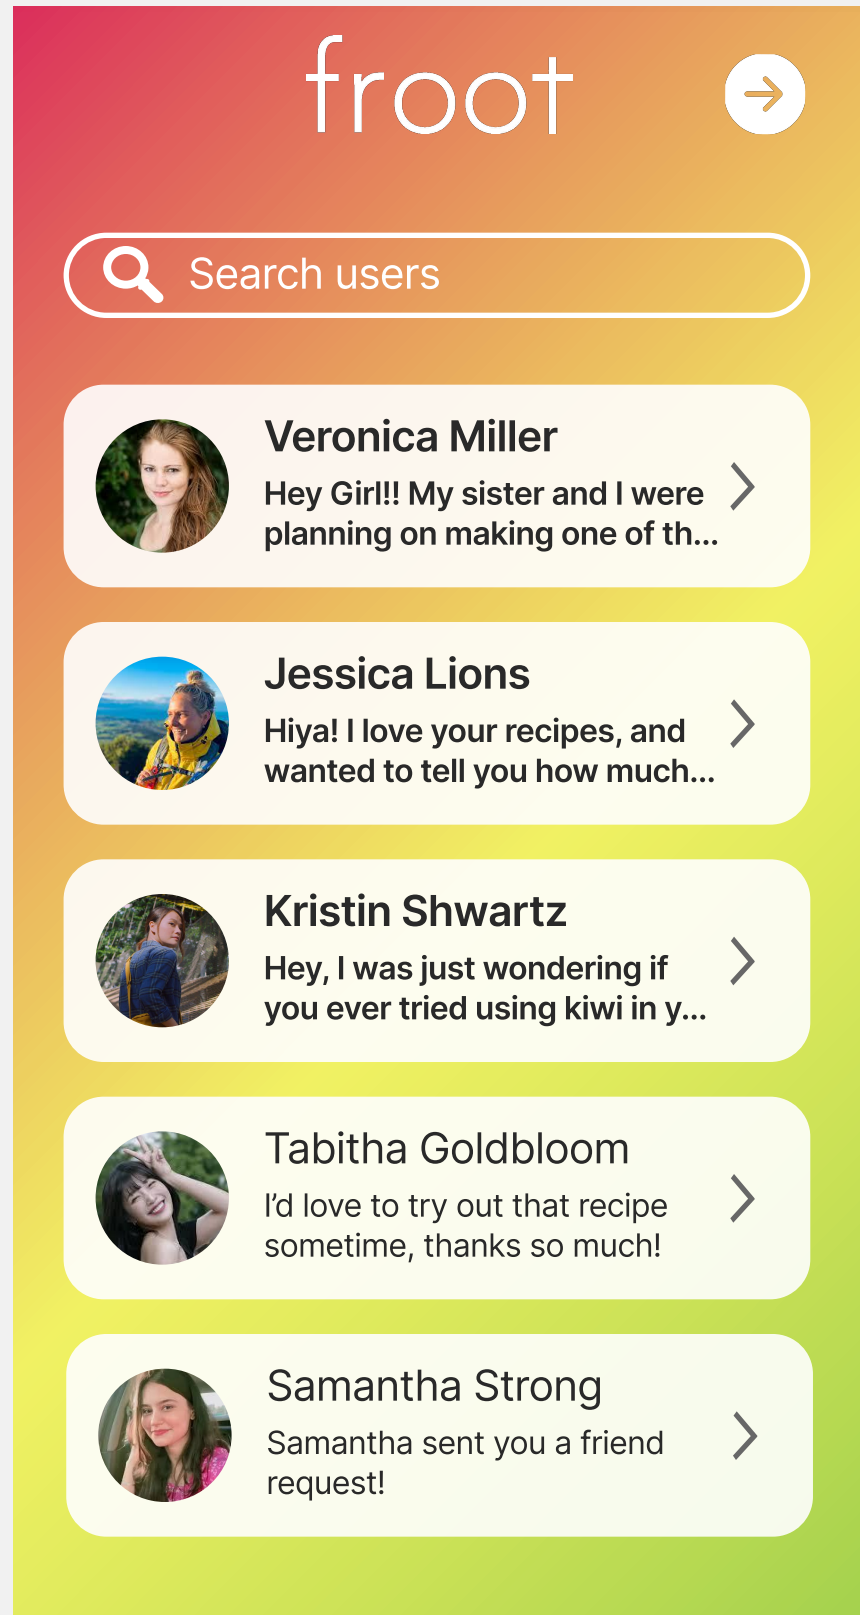 froot
Search users
Veronica Miller
Hey Girl!! My sister and I were
planning on making one of th...
Jessica Lions
Hiya! I love your recipes, and
wanted to tell you how much...
Kristin Shwartz
Hey, I was just wondering if
you ever tried using kiwi in y...
Tabitha Goldbloom
I’d love to try out that recipe
sometime, thanks so much!
Samantha Strong
Samantha sent you a friend
request!